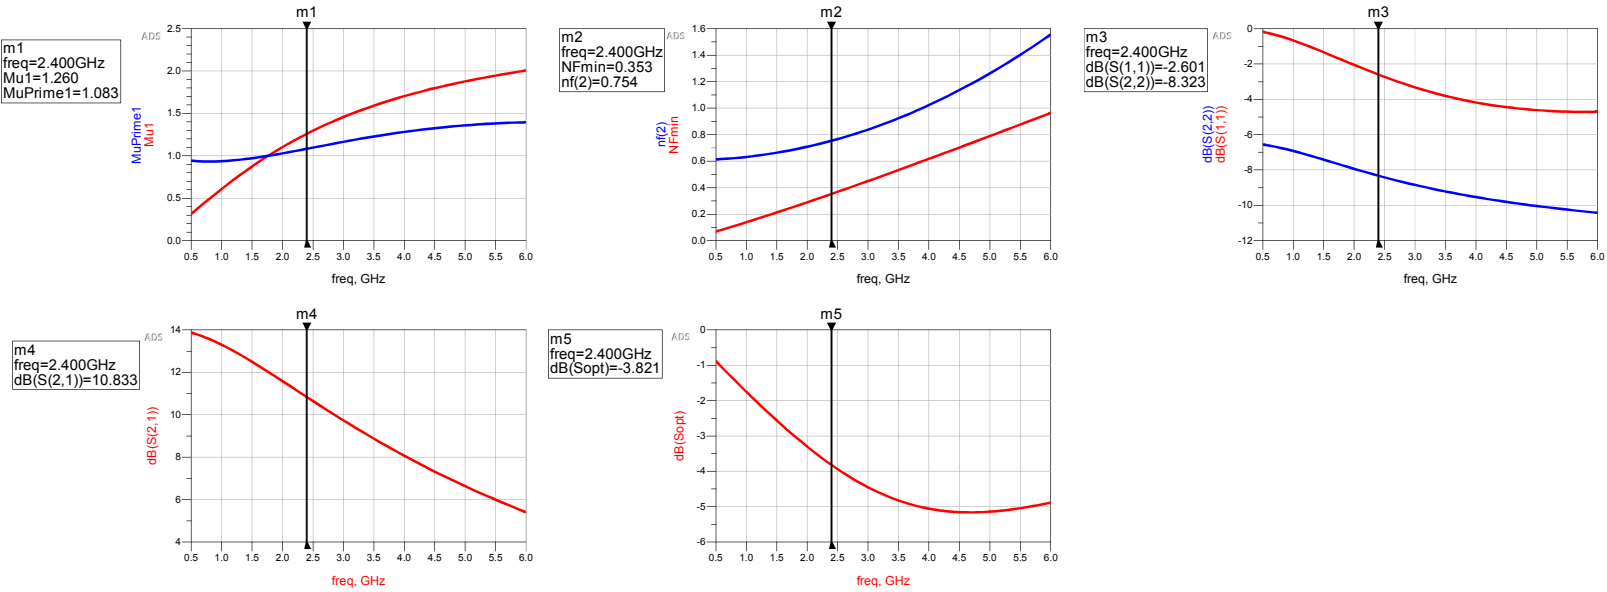 m1
m1
freq=2.400GHz
Mu1=1.260
MuPrime1=1.083
ADS
2.5
2.0
1.5
1.0
0.5
0.0
MuPrime1
Mu1
0.5 1.0 1.5 2.0 2.5 3.0 3.5 4.0 4.5 5.0 5.5 6.0
freq, GHz
m2
m2
freq=2.400GHz
NFmin=0.353
nf(2)=0.754
ADS
1.6
1.4
1.2
1.0
0.8
0.6
0.4
0.2
0.0
nf(2)
NFmin
0.5 1.0 1.5 2.0 2.5 3.0 3.5 4.0 4.5 5.0 5.5 6.0
freq, GHz
m3
m3
freq=2.400GHz
dB(S(1,1))=-2.601
dB(S(2,2))=-8.323
ADS
0
-2
-4
-6
-8
-10
-12
dB(S(2,2))
dB(S(1,1))
0.5 1.0 1.5 2.0 2.5 3.0 3.5 4.0 4.5 5.0 5.5 6.0
freq, GHz
m4
m4
freq=2.400GHz
dB(S(2,1))=10.833
ADS
14
12
10
8
6
4
dB(S(2,1))
0.5 1.0 1.5 2.0 2.5 3.0 3.5 4.0 4.5 5.0 5.5 6.0
freq, GHz
m5
m5
freq=2.400GHz
dB(Sopt)=-3.821
ADS
0
-1
-2
-3
-4
-5
-6
dB(Sopt)
0.5 1.0 1.5 2.0 2.5 3.0 3.5 4.0 4.5 5.0 5.5 6.0
freq, GHz